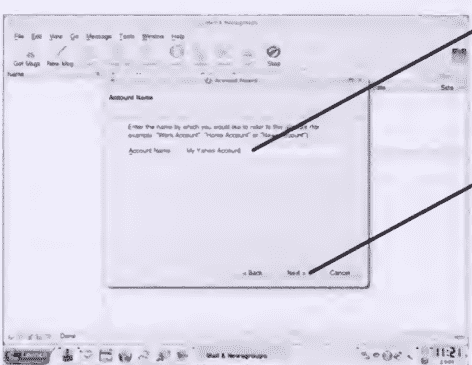 Mail & Newsgroups
File Edit View Go Message Tools Window Help
Get Msgs New Msg Stop
Name
Account Wizard
Account Name
Enter the name by which you would like to refer to this account (for
example: "Work Account", "Home Account" or "News Account").
Account Name: My Yahoo Account
< Back Next > Cancel
Done
Mail & Newsgroups
11:21